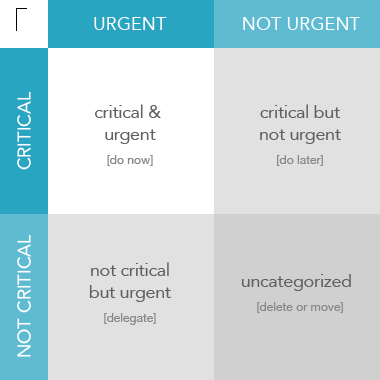 URGENT
NOT URGENT
CRITICAL
critical &
urgent
[do now]
critical but
not urgent
[do later]
NOT CRITICAL
not critical
but urgent
[delegate]
uncategorized
[delete or move]